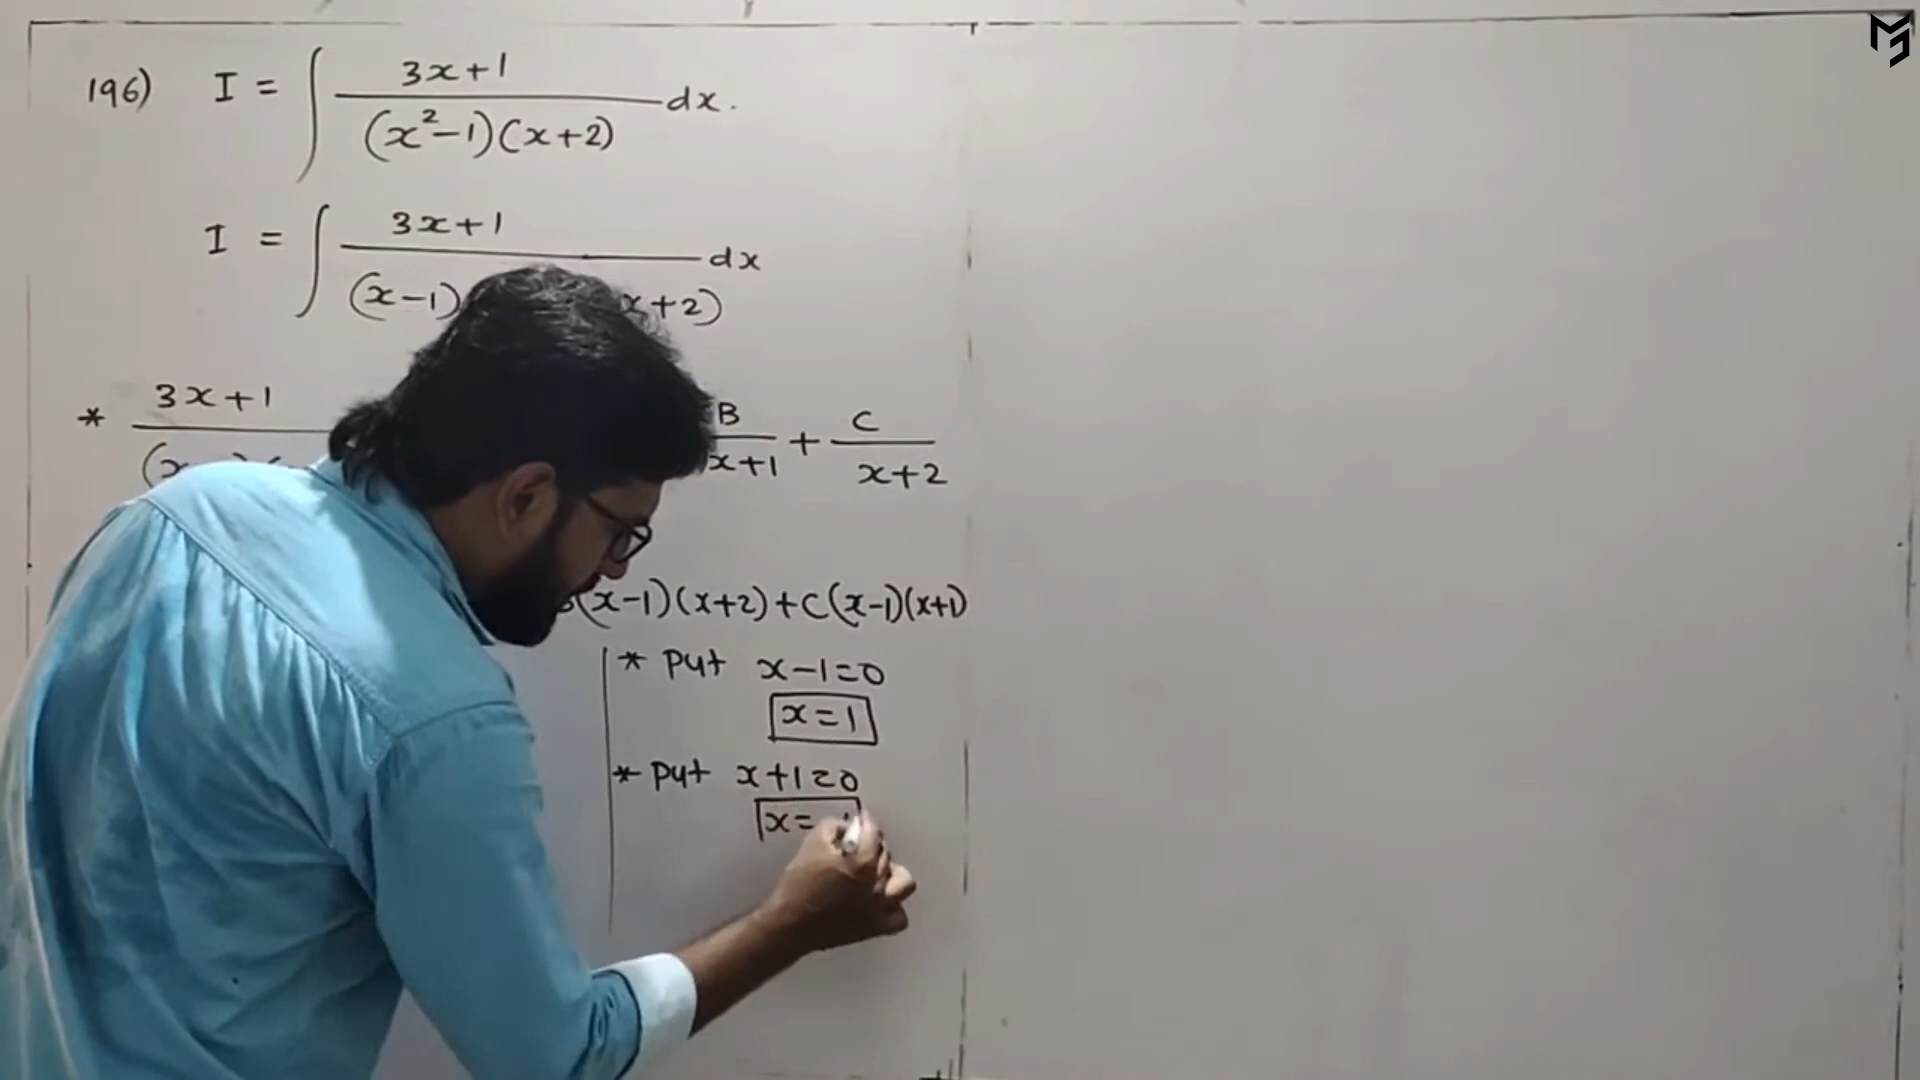 196) I = ∫ 3x+1 / (x²-1)(x+2) dx.
I = ∫ 3x+1 / (x-1) x+2) dx
* 3x+1 / (x B / x+1 + C / x+2
(x-1)(x+2)+C(x-1)(x+1)
* put x-1=0
x=1
* put x+1=0
x=